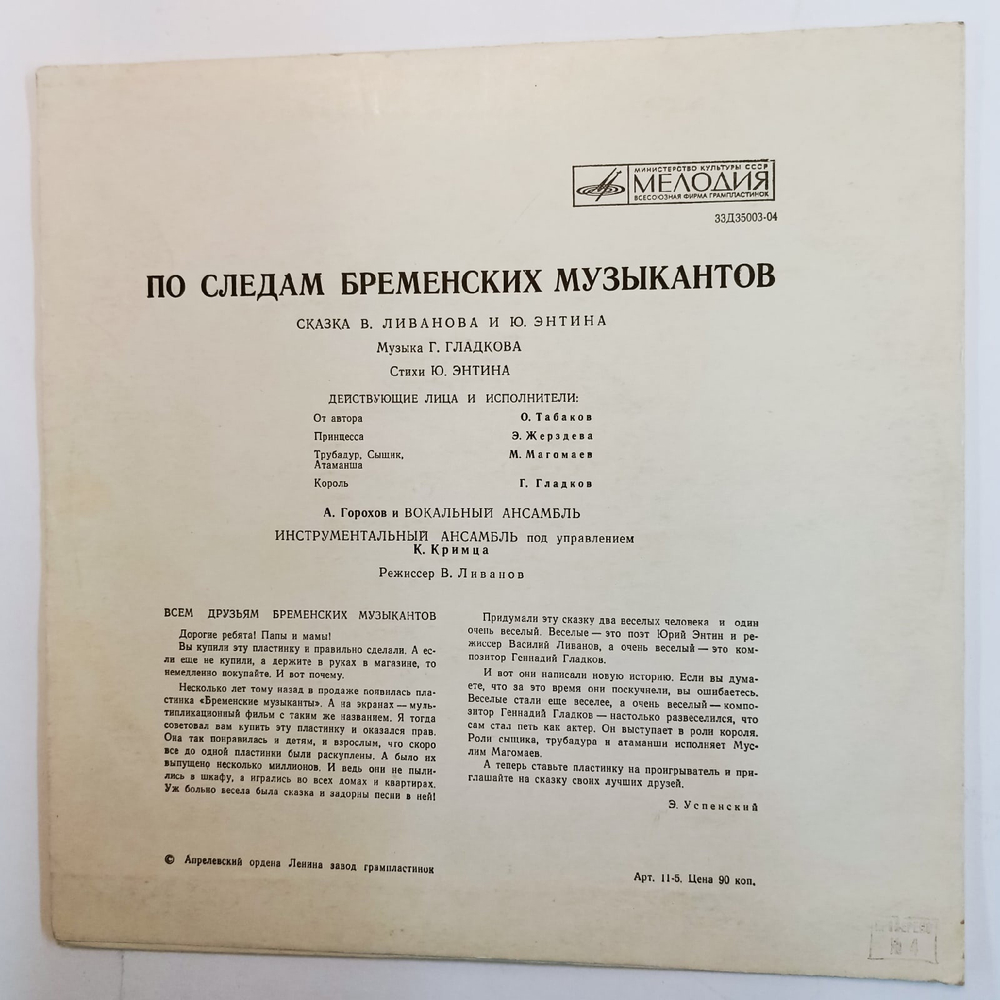 МИНИСТЕРСТВО КУЛЬТУРЫ СССР
МЕЛОДИЯ
ВСЕСОЮЗНАЯ ФИРМА ГРАМПЛАСТИНОК
33Д35003-04
ПО СЛЕДАМ БРЕМЕНСКИХ МУЗЫКАНТОВ
СКАЗКА В. ЛИВАНОВА И Ю. ЭНТИНА
Музыка Г. ГЛАДКОВА
Стихи Ю. ЭНТИНА
ДЕЙСТВУЮЩИЕ ЛИЦА И ИСПОЛНИТЕЛИ:
От автора О. Табаков
Принцесса Э. Жерздева
Трубадур, Сыщик, М. Магомаев
Атаманша
Король Г. Гладков
А. Горохов и ВОКАЛЬНЫЙ АНСАМБЛЬ
ИНСТРУМЕНТАЛЬНЫЙ АНСАМБЛЬ под управлением
К. Кримца
Режиссер В. Ливанов
ВСЕМ ДРУЗЬЯМ БРЕМЕНСКИХ МУЗЫКАНТОВ
Дорогие ребята! Папы и мамы!
Вы купили эту пластинку и правильно сделали. А ес-
ли еще не купили, а держите в руках в магазине, то
немедленно покупайте. И вот почему.
Несколько лет тому назад в продаже появилась пла-
стинка «Бременские музыканты». А на экранах — муль-
типликационный фильм с таким же названием. Я тогда
советовал вам купить эту пластинку и оказался прав.
Она так понравилась и детям, и взрослым, что скоро
все до одной пластинки были раскуплены. А было их
выпущено несколько миллионов. И ведь они не пыли-
лись в шкафу, а игрались во всех домах и квартирах.
Уж больно весела была сказка и задорны песни в ней!
Придумали эту сказку два веселых человека и один
очень веселый. Веселые — это поэт Юрий Энтин и ре-
жиссер Василий Ливанов, а очень веселый — это ком-
позитор Геннадий Гладков.
И вот они написали новую историю. Если вы дума-
ете, что за это время они поскучнели, вы ошибаетесь.
Веселые стали еще веселее, а очень веселый — компо-
зитор Геннадий Гладков — настолько развеселился, что
сам стал петь как актер. Он выступает в роли короля.
Роли сыщика, трубадура и атаманши исполняет Мус-
лим Магомаев.
А теперь ставьте пластинку на проигрыватель и при-
глашайте на сказку своих лучших друзей.
Э. Успенский
© Апрелевский ордена Ленина завод грампластинок
Арт. 11-5. Цена 90 коп.
№ 4